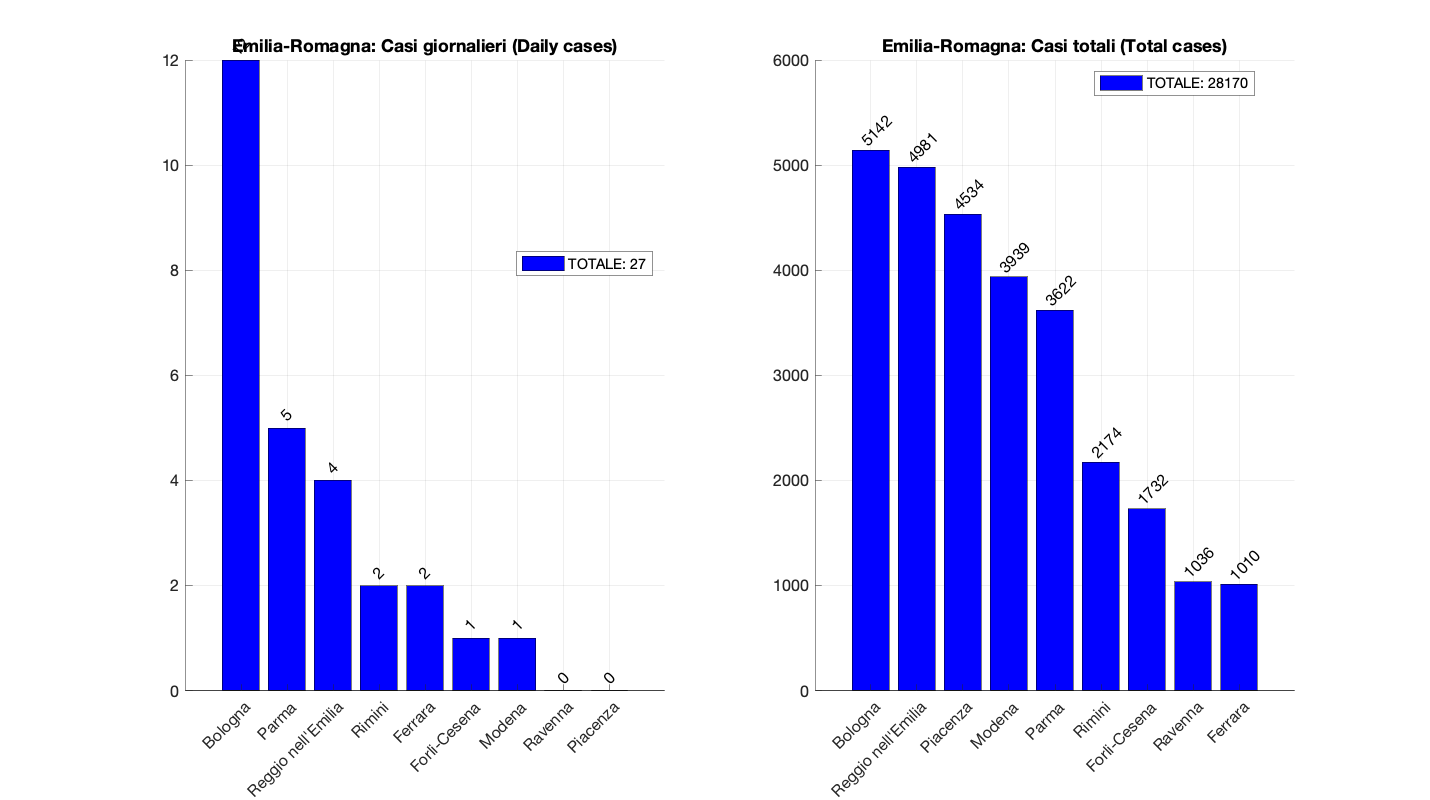 Emilia-Romagna: Casi giornalieri (Daily cases)
12
10
8
6
4
2
0
5
4
2
2
1
1
0
0
TOTALE: 27
Bologna
Parma
Reggio nell'Emilia
Rimini
Ferrara
Forlì-Cesena
Modena
Ravenna
Piacenza
Emilia-Romagna: Casi totali (Total cases)
6000
5000
4000
3000
2000
1000
0
TOTALE: 28170
5142
4981
4534
3939
3622
2174
1732
1036
1010
Bologna
Reggio nell'Emilia
Piacenza
Modena
Parma
Rimini
Forlì-Cesena
Ravenna
Ferrara